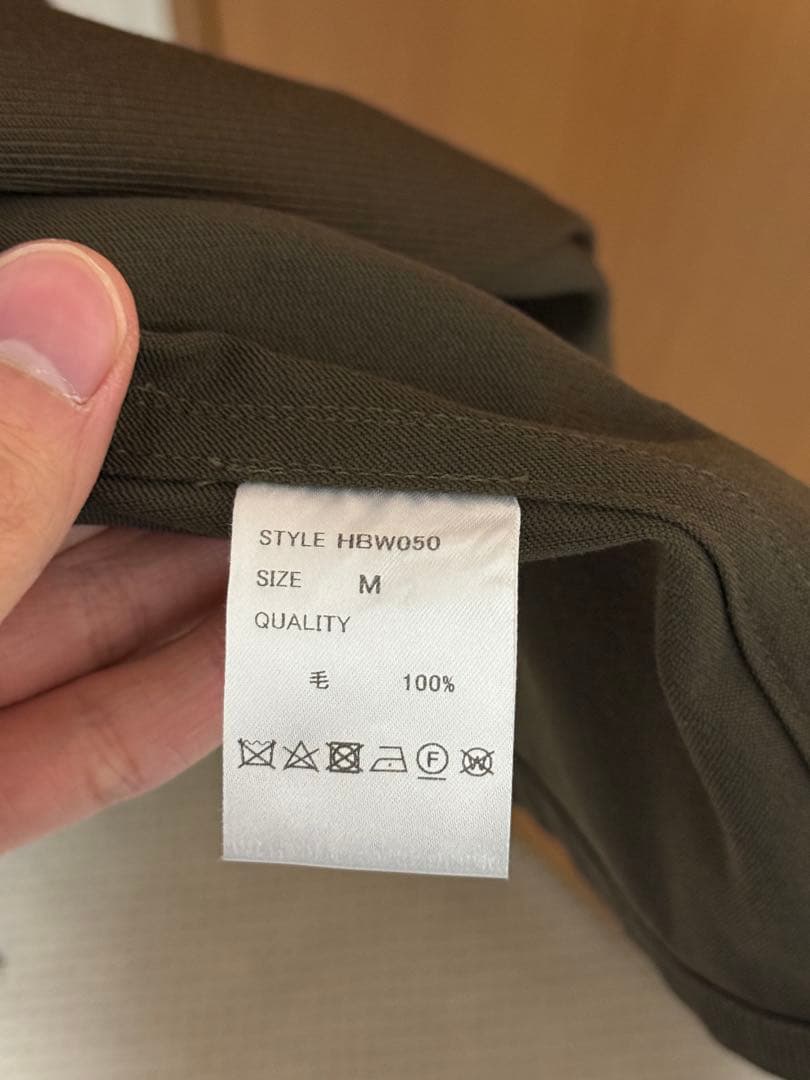 STYLE HBW050
SIZE M
QUALITY
毛 100%
F W